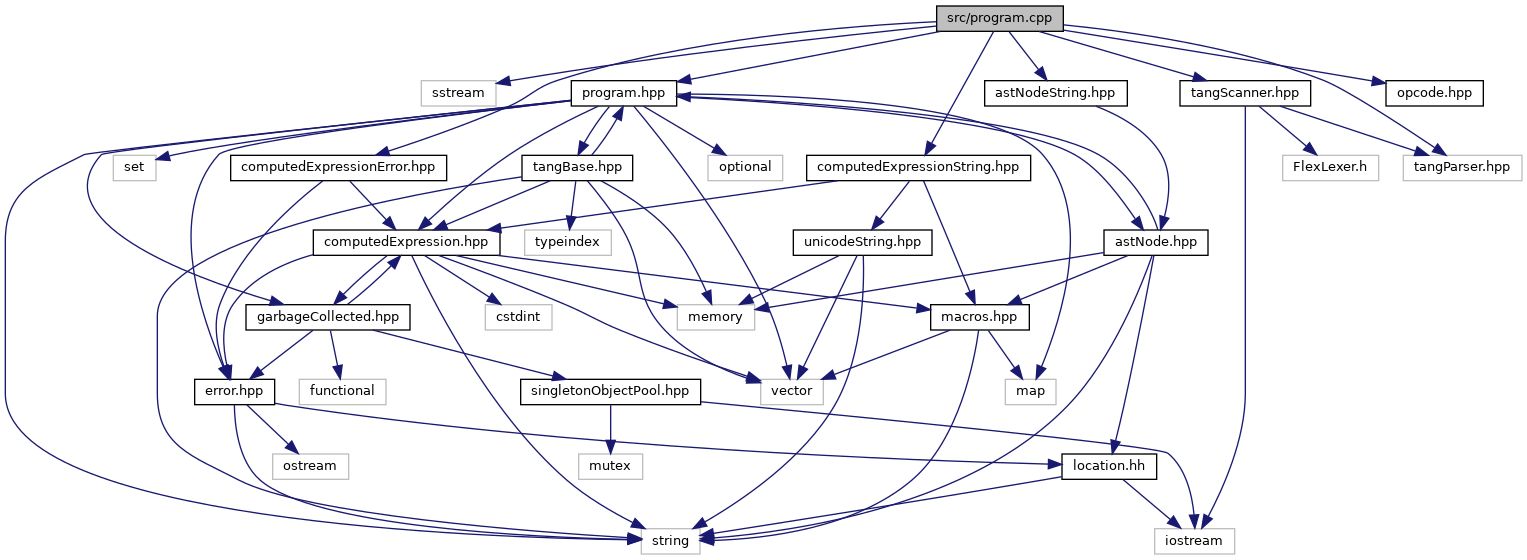 src/program.cpp
sstream
program.hpp
astNodeString.hpp
tangScanner.hpp
opcode.hpp
set
computedExpressionError.hpp
tangBase.hpp
optional
computedExpressionString.hpp
FlexLexer.h
tangParser.hpp
computedExpression.hpp
typeindex
unicodeString.hpp
astNode.hpp
garbageCollected.hpp
cstdint
memory
macros.hpp
error.hpp
functional
singletonObjectPool.hpp
vector
map
ostream
mutex
location.hh
string
iostream